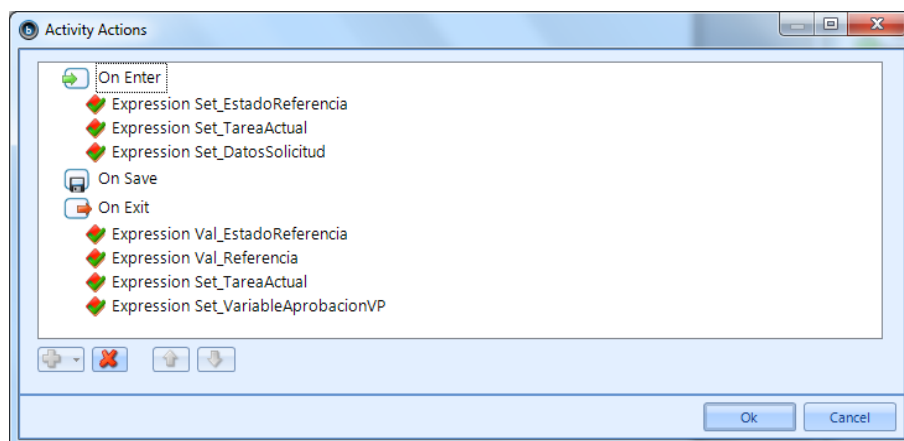 Activity Actions
On Enter
Expression Set_EstadoReferencia
Expression Set_TareaActual
Expression Set_DatosSolicitud
On Save
On Exit
Expression Val_EstadoReferencia
Expression Val_Referencia
Expression Set_TareaActual
Expression Set_VariableAprobacionVP
Ok Cancel